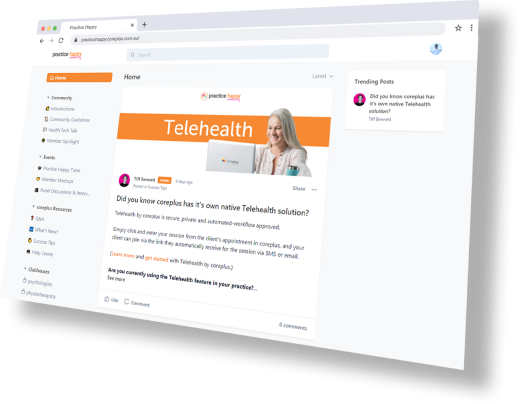 Practice Happy
practicehappy.coreplus.com.au/
practice happy
Search
Home
Community
Introductions
Community Guidelines
Health Tech Talk
Member Spotlight
Events
Practice Happy Tunes
Member Meetups
Panel Discussions & Interv...
coreplus Resources
Q&A
What's New?
Success Tips
Help Centre
Clubhouses
psychologists
physiotherapists
Home
Latest
practice happy
Telehealth
Tiff Bennett
6 days ago
Posted in Success Tips
Share
Did you know coreplus has it's own native Telehealth solution?
Telehealth by coreplus is secure, private and automated-workflow approved.
Simply click and enter your session from the client's appointment in coreplus, and your
client can join via the link they automatically receive for the session via SMS or email.
(Learn more and get started with Telehealth by coreplus.)
Are you currently using the Telehealth feature in your practice?...
See more
Like
Comment
0 comments
Trending Posts
Did you know coreplus has
it's own native Telehealth
solution?
Tiff Bennett